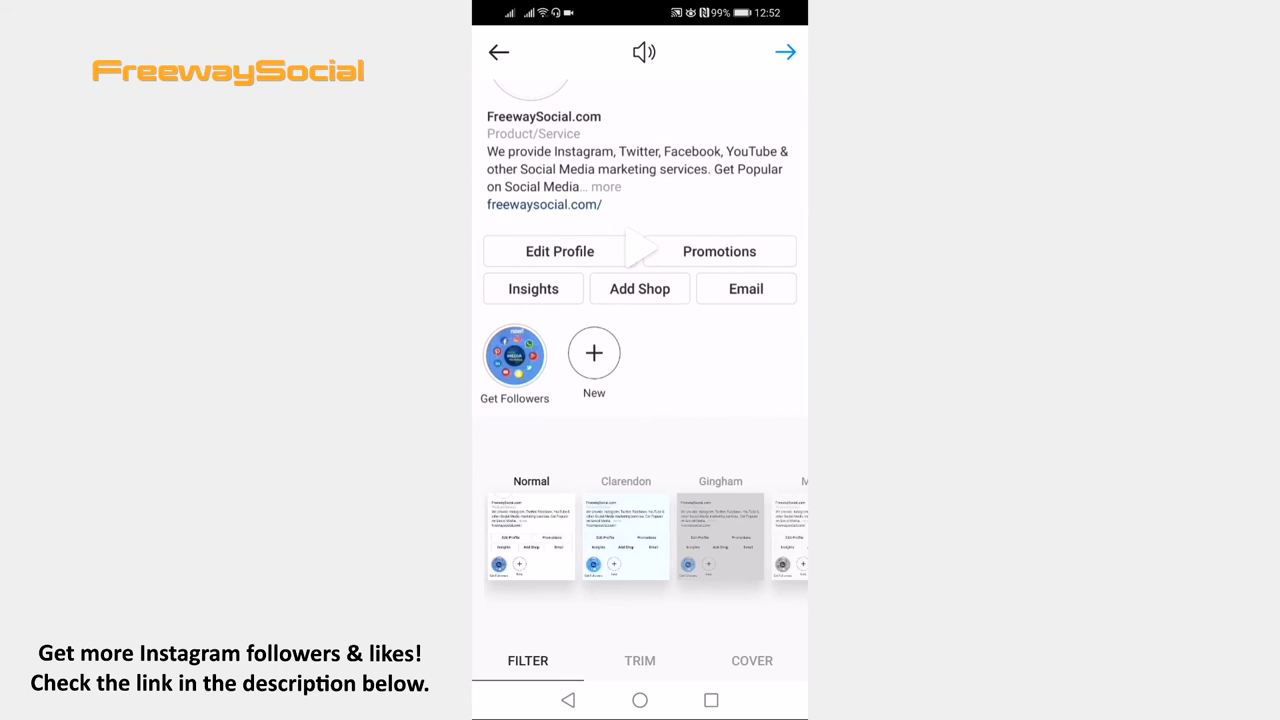 99% 12:52
FreewaySocial
FreewaySocial.com
Product/Service
We provide Instagram, Twitter, Facebook, YouTube &
other Social Media marketing services. Get Popular
on Social Media... more
freewaysocial.com/
Edit Profile
Promotions
Insights
Add Shop
Email
Get Followers
New
Normal
Clarendon
Gingham
M
FILTER
TRIM
COVER
Get more Instagram followers & likes!
Check the link in the description below.